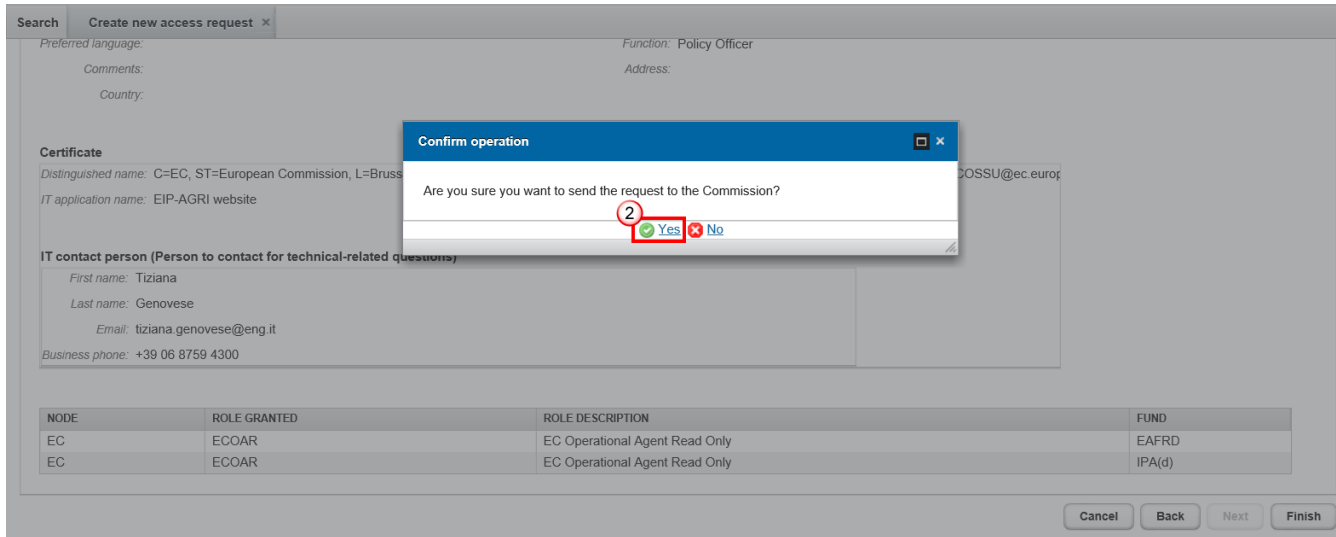 Search Create new access request ×
Preferred language: Function: Policy Officer
Comments: Address:
Country:
Confirm operation ×
Certificate
Distinguished name: C=EC, ST=European Commission, L=Bruss COSSU@ec.europ
Are you sure you want to send the request to the Commission?
IT application name: EIP-AGRI website
2
Yes No
IT contact person (Person to contact for technical-related questions)
First name: Tiziana
Last name: Genovese
Email: tiziana.genovese@eng.it
Business phone: +39 06 8759 4300
NODE ROLE GRANTED ROLE DESCRIPTION FUND
EC ECOAR EC Operational Agent Read Only EAFRD
EC ECOAR EC Operational Agent Read Only IPA(d)
Cancel Back Next Finish